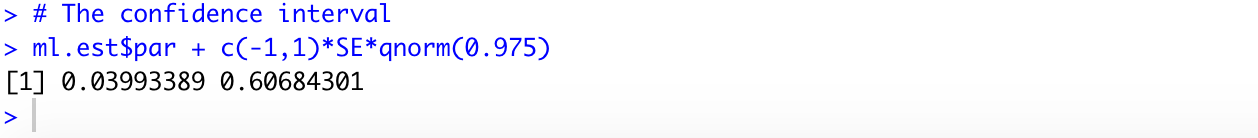 > # The confidence interval
> ml.est$par + c(-1,1)*SE*qnorm(0.975)
[1] 0.03993389 0.60684301
>